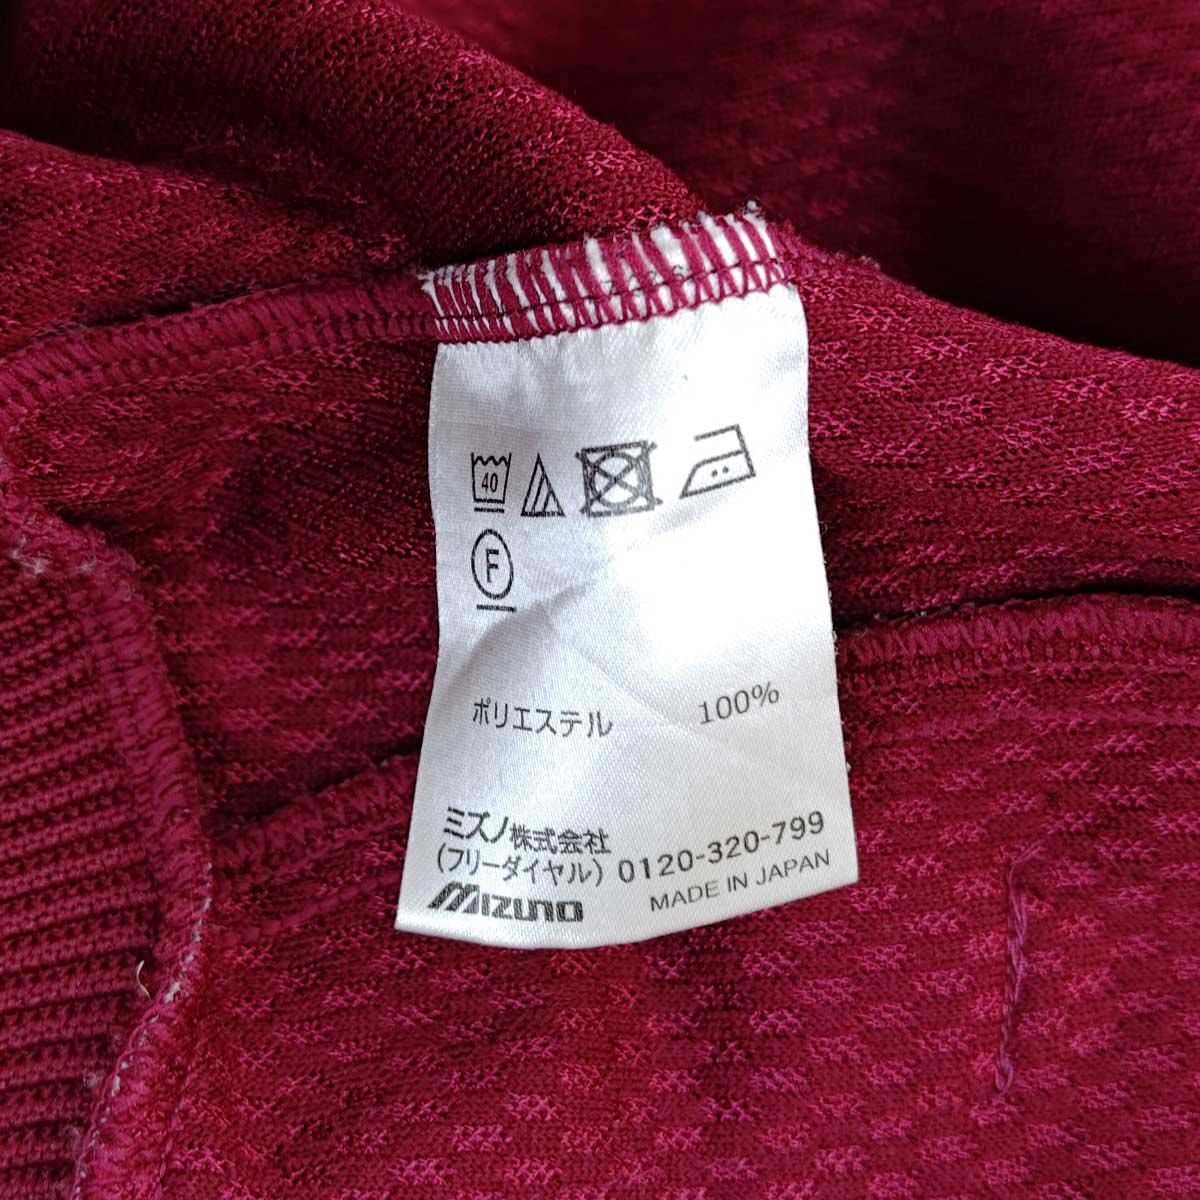 40
F
ポリエステル 100%
ミズノ株式会社
(フリーダイヤル) 0120-320-799
MIZUNO MADE IN JAPAN